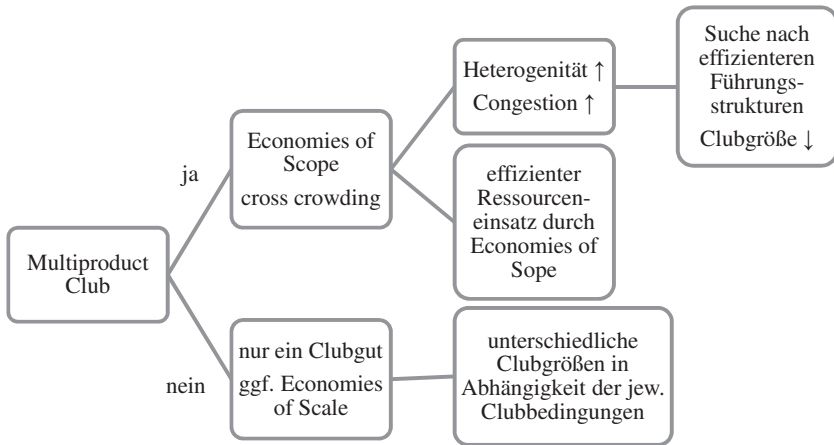 Multiproduct
Club
ja
Economies of
Scope
cross crowding
Heterogenität ↑
Congestion ↑
Suche nach
effizienteren
Führungs-
strukturen
Clubgröße ↓
effizienter
Ressourcen-
einsatz durch
Economies of
Sope
nein
nur ein Clubgut
ggf. Economies
of Scale
unterschiedliche
Clubgrößen in
Abhängigkeit der jew.
Clubbedingungen